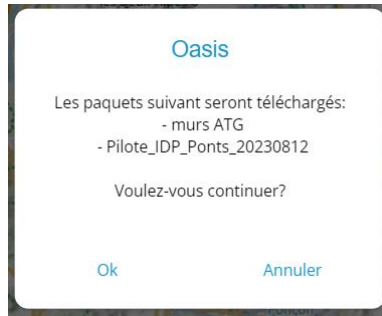 Oasis
Les paquets suivant seront téléchargés:
- murs ATG
- Pilote_IDP_Ponts_20230812
Voulez-vous continuer?
Ok Annuler